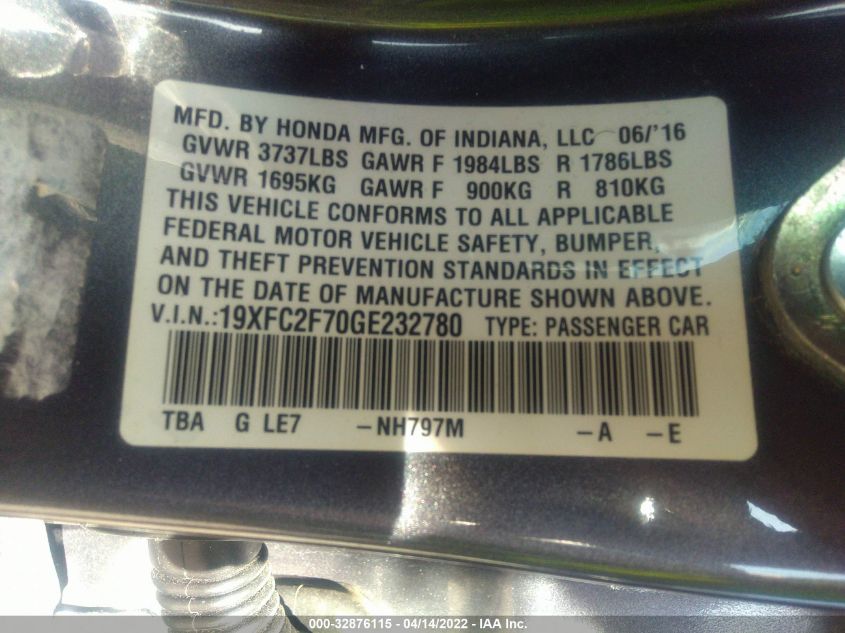 MFD. BY HONDA MFG. OF INDIANA, LLC 06/'16
GVWR 3737LBS GAWR F 1984LBS R 1786LBS
GVWR 1695KG GAWR F 900KG R 810KG
THIS VEHICLE CONFORMS TO ALL APPLICABLE
FEDERAL MOTOR VEHICLE SAFETY, BUMPER,
AND THEFT PREVENTION STANDARDS IN EFFECT
ON THE DATE OF MANUFACTURE SHOWN ABOVE.
V.I.N.:19XFC2F70GE232780 TYPE: PASSENGER CAR
TBA G LE7 -NH797M -A -E
000-32876115 - 04/14/2022 - IAA Inc.